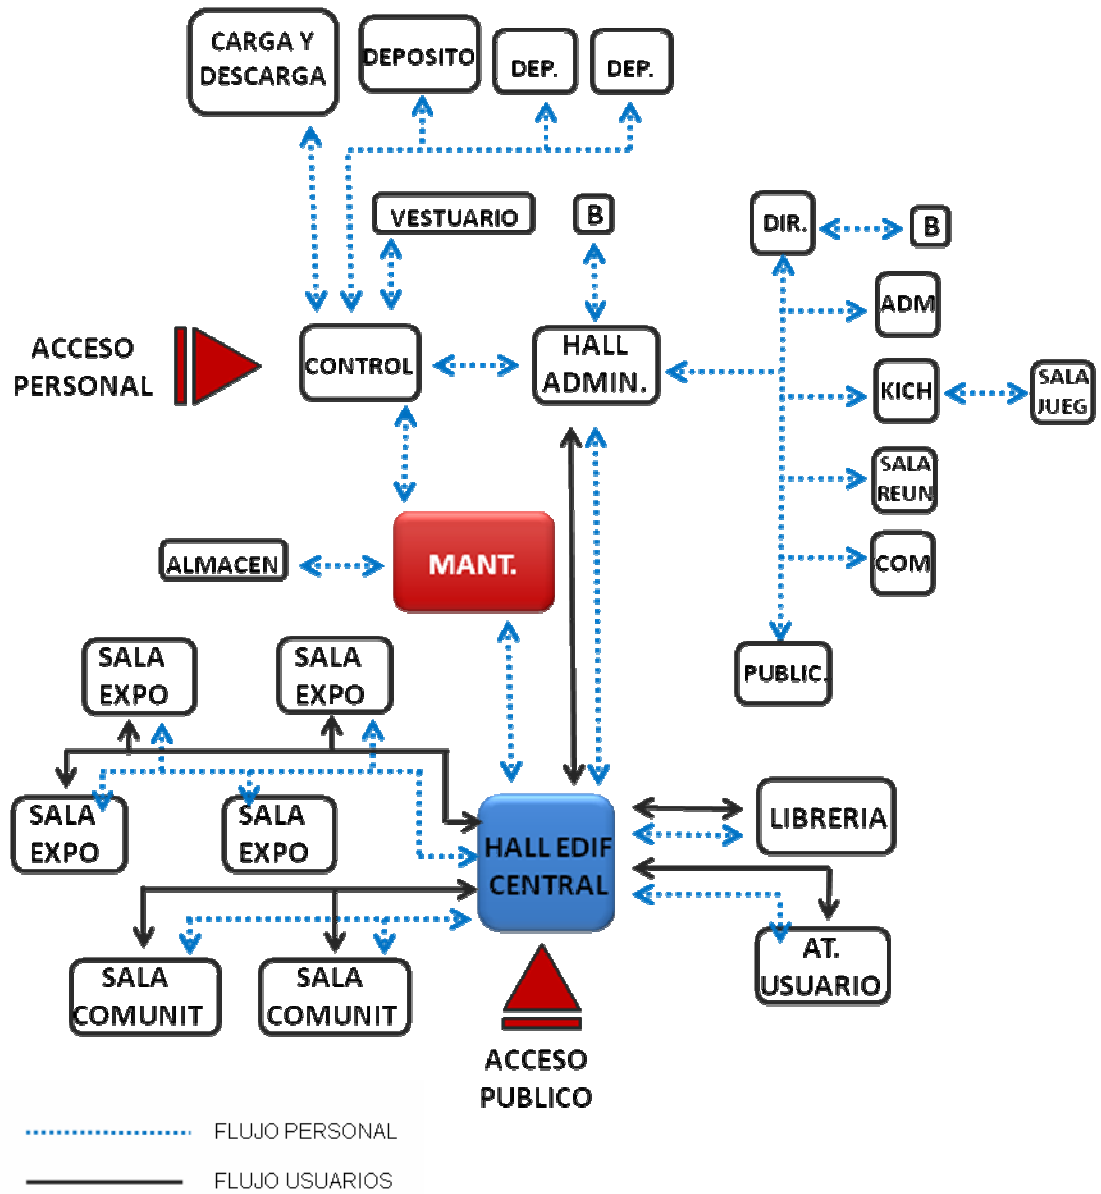 CARGA Y
DESCARGA
DEPOSITO
DEP.
DEP.
VESTUARIO
B
DIR.
B
ADM
ACCESO
PERSONAL
CONTROL
HALL
ADMIN.
KICH
SALA
JUEG
SALA
REUN
COM
ALMACEN
MANT.
PUBLIC.
SALA
EXPO
SALA
EXPO
SALA
EXPO
SALA
EXPO
HALL EDIF
CENTRAL
LIBRERIA
SALA
COMUNIT
SALA
COMUNIT
AT.
USUARIO
ACCESO
PUBLICO
FLUJO PERSONAL
FLUJO USUARIOS